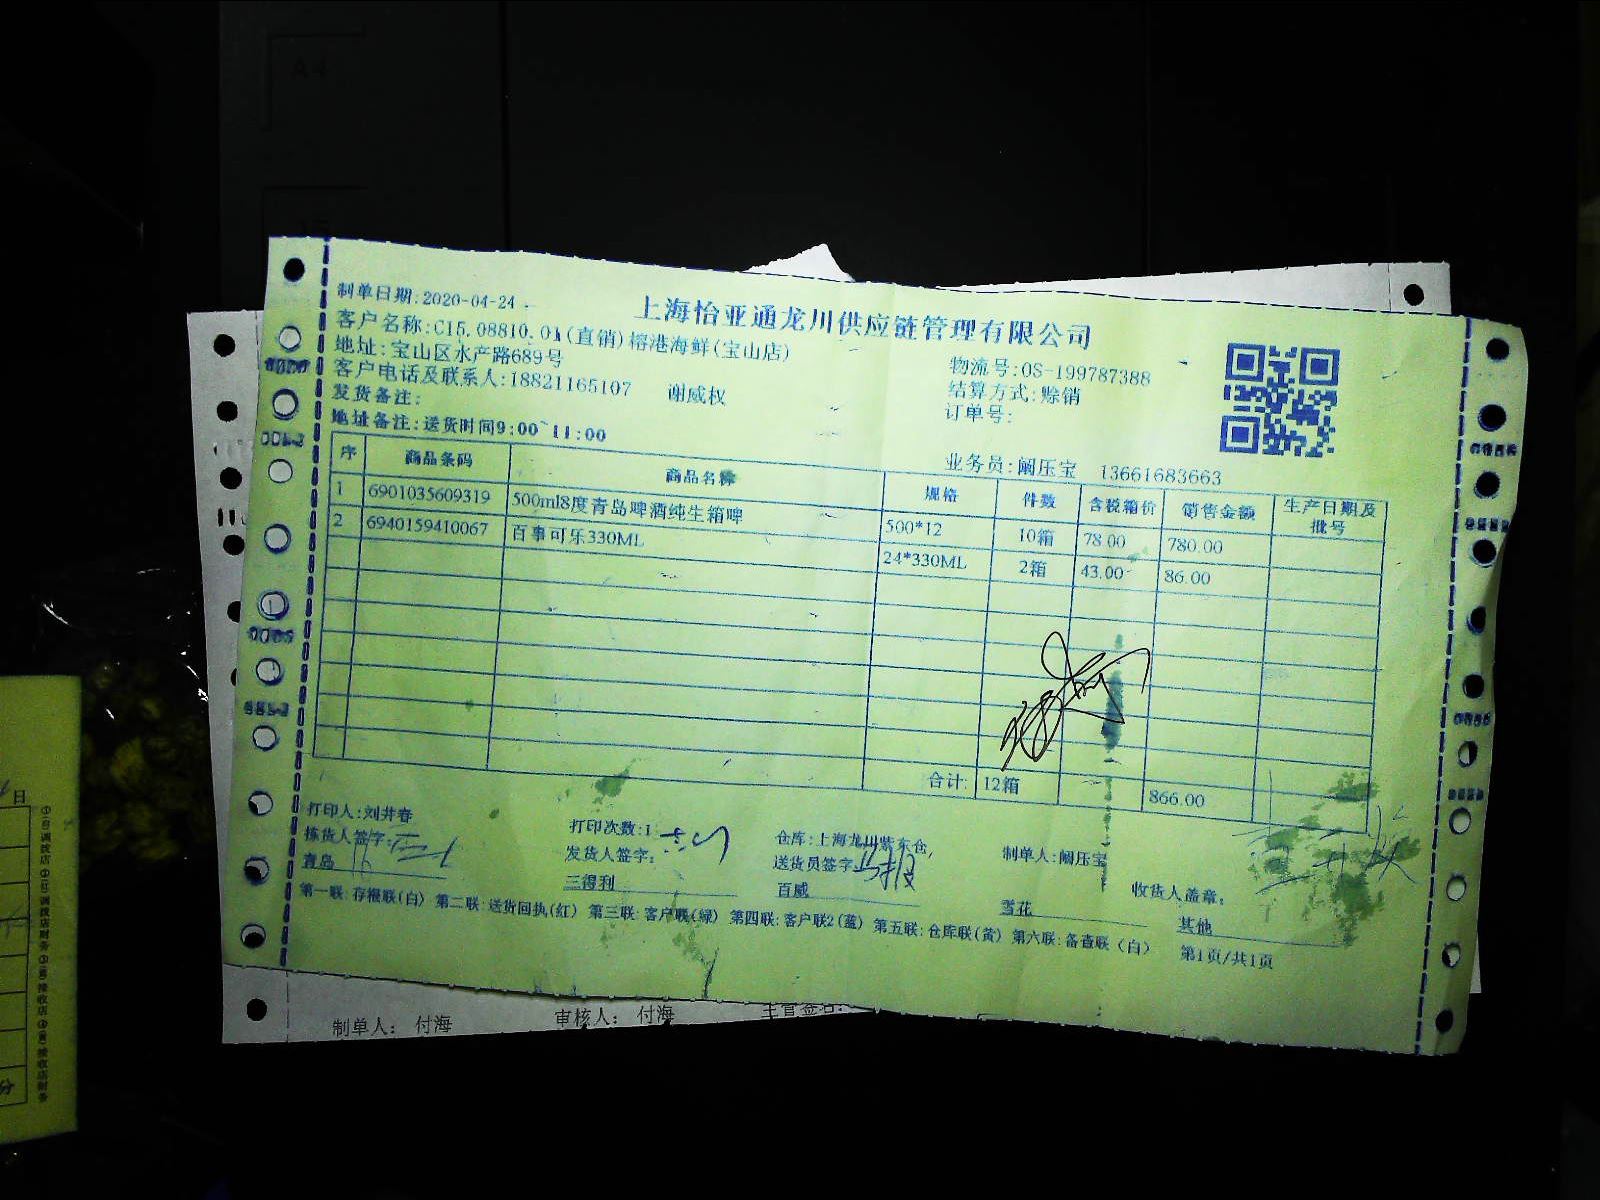 上海怡亚通龙川供应链管理有限公司
制单日期:2020-04-24
客户名称:C15.08810.01(直销)榕港海鲜(宝山店)
地址:宝山区水产路689号
物流号:OS-199787388
客户电话及联系人:18821165107 谢威权
结算方式:赊销
发货备注:
订单号:
地址备注:送货时间9:00~11:00
业务员:阚压宝 13661683663
序 商品条码 商品名称 规格 件数 含税箱价 销售金额 生产日期及批号
1 6901035609319 500ml8度青岛啤酒纯生箱啤 500*12 10箱 78.00 780.00
2 6940159410067 百事可乐330ML 24*330ML 2箱 43.00 86.00
合计: 12箱 866.00
打印人:刘井春 打印次数:1 仓库:上海龙川紫东仓, 制单人:阚压宝
拣货人签字: 发货人签字: 送货员签字 收货人盖章:
青岛 三得利 百威 雪花 其他
第一联:存根联(白) 第二联:送货回执(红) 第三联:客户联(绿) 第四联:客户联2(蓝) 第五联:仓库联(黄) 第六联:备查联(白) 第1页/共1页
制单人: 付海 审核人: 付海
日